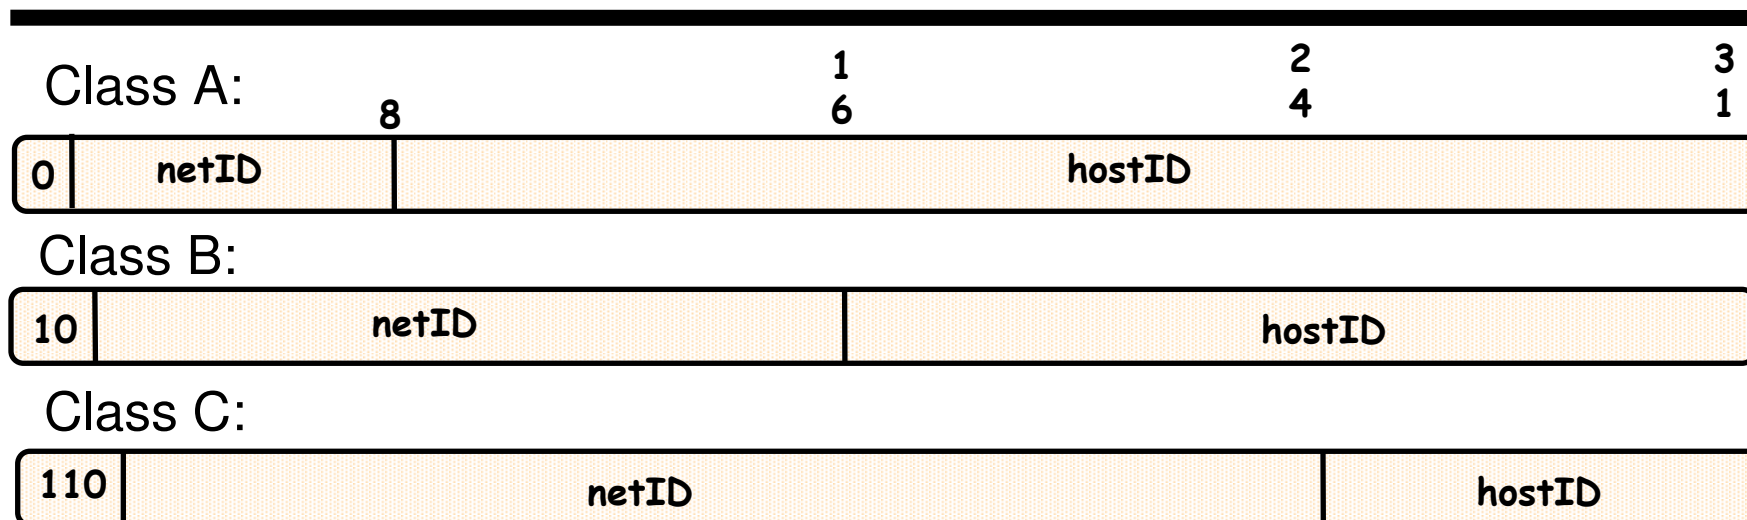 Class A:
8
1
6
2
4
3
1
0 netID hostID
Class B:
10 netID hostID
Class C:
110 netID hostID